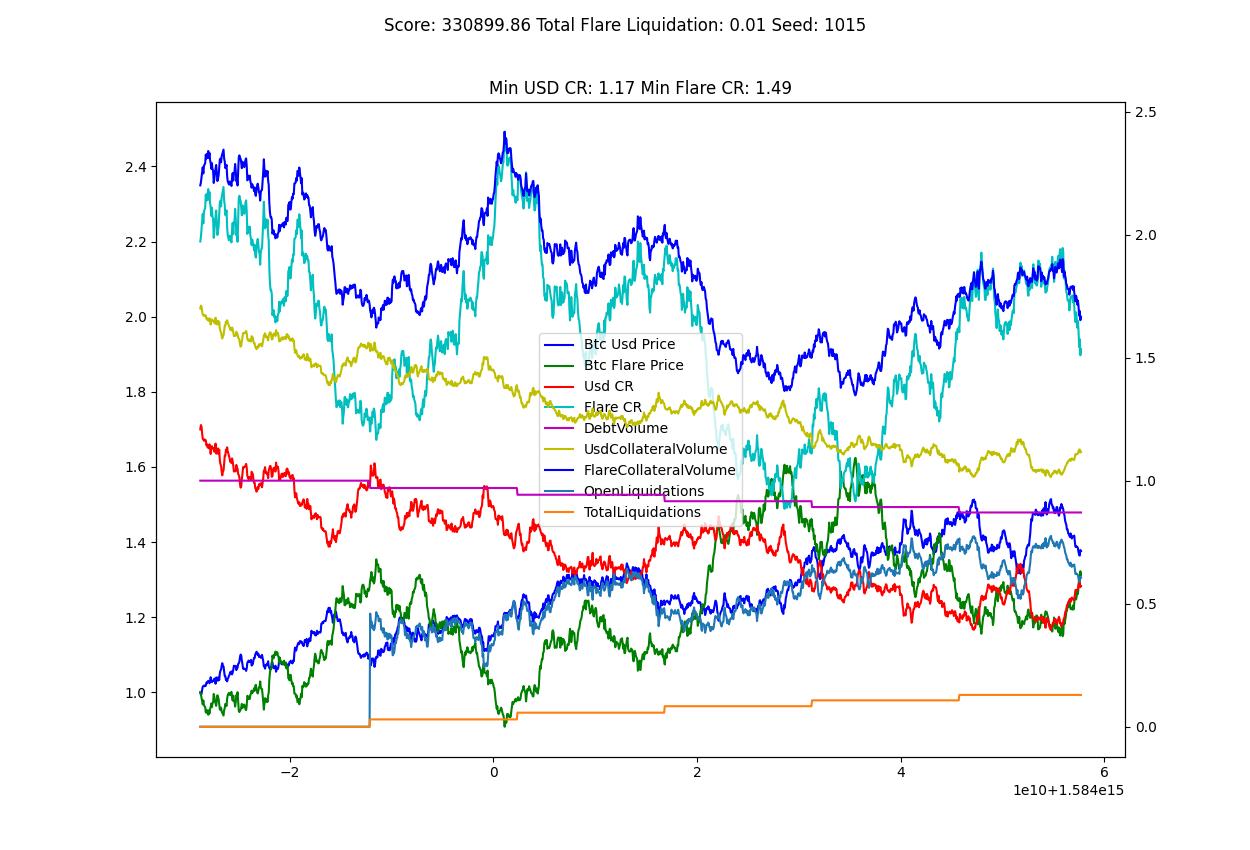 Score: 330899.86 Total Flare Liquidation: 0.01 Seed: 1015
Min USD CR: 1.17 Min Flare CR: 1.49
2.4
2.2
2.0
1.8
1.6
1.4
1.2
1.0
2.5
2.0
1.5
1.0
0.5
0.0
Btc Usd Price
Btc Flare Price
Usd CR
Flare CR
DebtVolume
UsdCollateralVolume
FlareCollateralVolume
OpenLiquidations
TotalLiquidations
−2 0 2 4 6
1e10+1.584e15